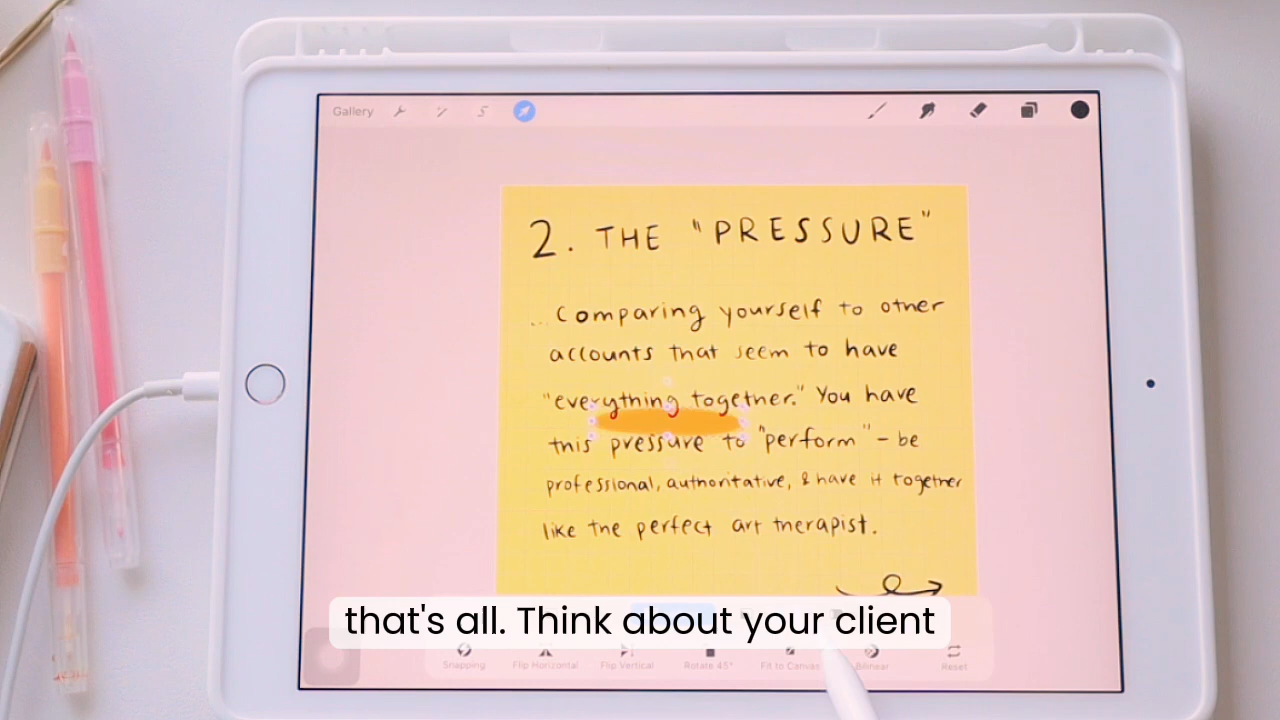 Gallery
2. THE "PRESSURE"
... Comparing yourself to other
accounts that seem to have
"everything together." You have
this pressure to "perform" - be
professional, authoritative, & have it together
like the perfect art therapist.
that's all. Think about your client
Snapping Flip Horizontal Flip Vertical Rotate 45° Fit to Canvas Bilinear Reset